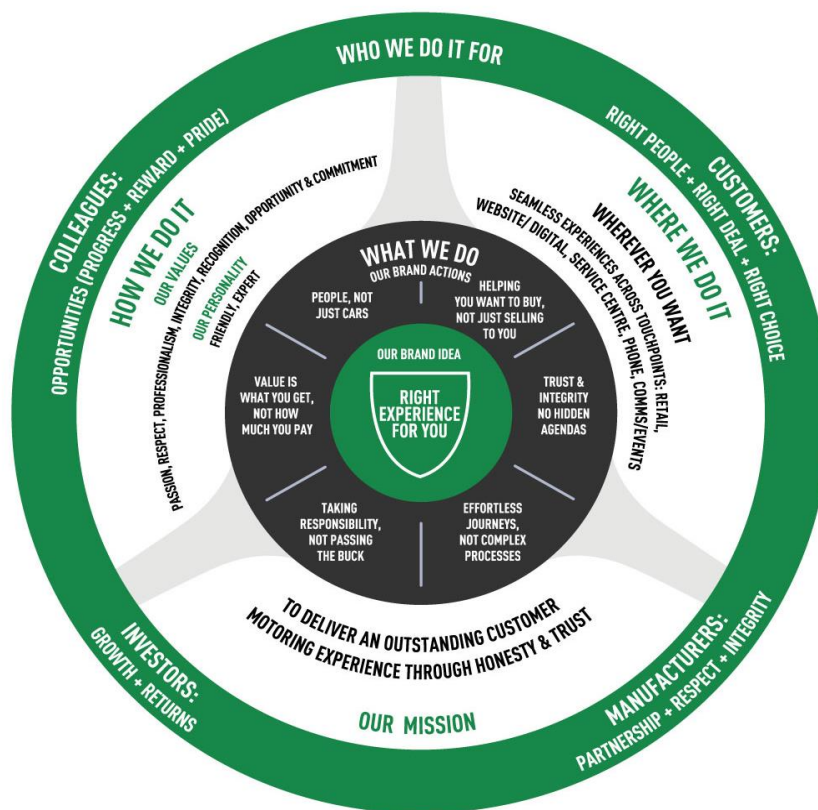 WHO WE DO IT FOR
COLLEAGUES:
OPPORTUNITIES (PROGRESS + REWARD + PRIDE)
CUSTOMERS:
RIGHT PEOPLE + RIGHT DEAL + RIGHT CHOICE
HOW WE DO IT
OUR VALUES
PASSION, RESPECT, PROFESSIONALISM, INTEGRITY, RECOGNITION, OPPORTUNITY & COMMITMENT
OUR PERSONALITY
FRIENDLY, EXPERT
WHERE WE DO IT
WHEREVER YOU WANT
SEAMLESS EXPERIENCES ACROSS TOUCHPOINTS: RETAIL,
WEBSITE/ DIGITAL, SERVICE CENTRE, PHONE, COMMS/EVENTS
WHAT WE DO
OUR BRAND ACTIONS
PEOPLE, NOT
JUST CARS
HELPING
YOU WANT TO BUY,
NOT JUST SELLING
TO YOU
VALUE IS
WHAT YOU GET,
NOT HOW
MUCH YOU PAY
TRUST &
INTEGRITY
NO HIDDEN
AGENDAS
TAKING
RESPONSIBILITY,
NOT PASSING
THE BUCK
EFFORTLESS
JOURNEYS,
NOT COMPLEX
PROCESSES
OUR BRAND IDEA
RIGHT
EXPERIENCE
FOR YOU
TO DELIVER AN OUTSTANDING CUSTOMER
MOTORING EXPERIENCE THROUGH HONESTY & TRUST
OUR MISSION
INVESTORS:
GROWTH + RETURNS
MANUFACTURERS:
PARTNERSHIP + RESPECT + INTEGRITY